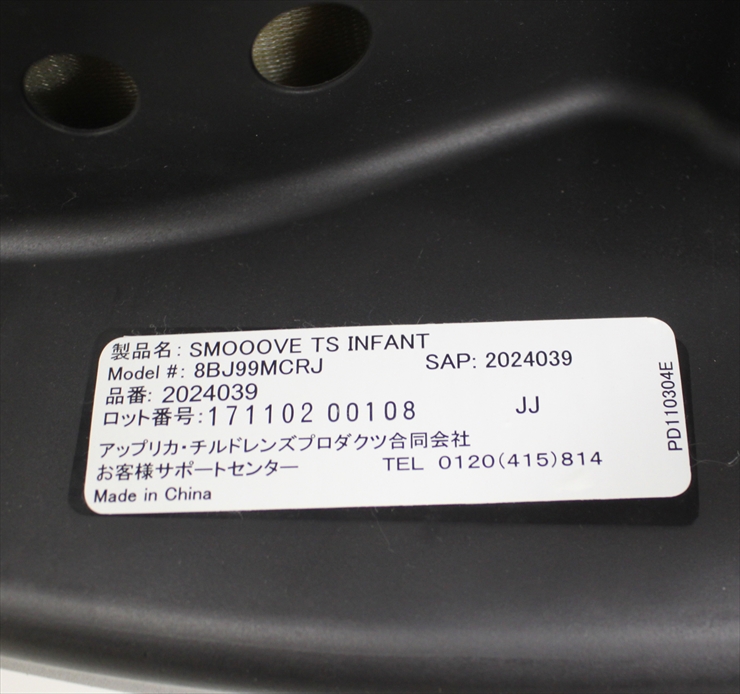 製品名: SMOOOVE TS INFANT
Model #: 8BJ99MCRJ SAP: 2024039
品番: 2024039
ロット番号: 171102 00108 JJ
アップリカ・チルドレンズプロダクツ合同会社
お客様サポートセンター TEL 0120(415)814
Made in China
PD110304E